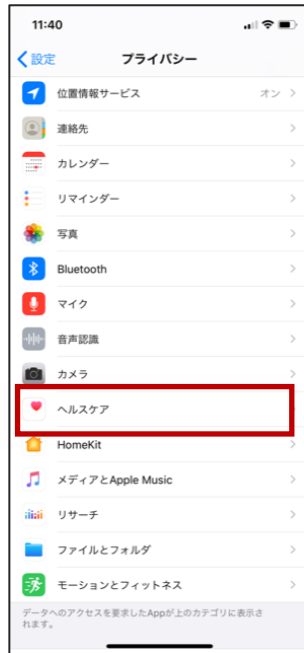 11:40
設定
プライバシー
位置情報サービス オン
連絡先
カレンダー
リマインダー
写真
Bluetooth
マイク
音声認識
カメラ
ヘルスケア
HomeKit
メディアとApple Music
リサーチ
ファイルとフォルダ
モーションとフィットネス
データへのアクセスを要求したAppが上のカテゴリに表示さ
れます。